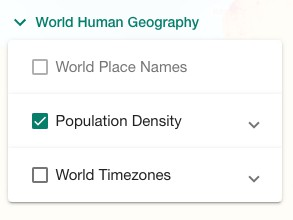 World Human Geography
World Place Names
Population Density
World Timezones